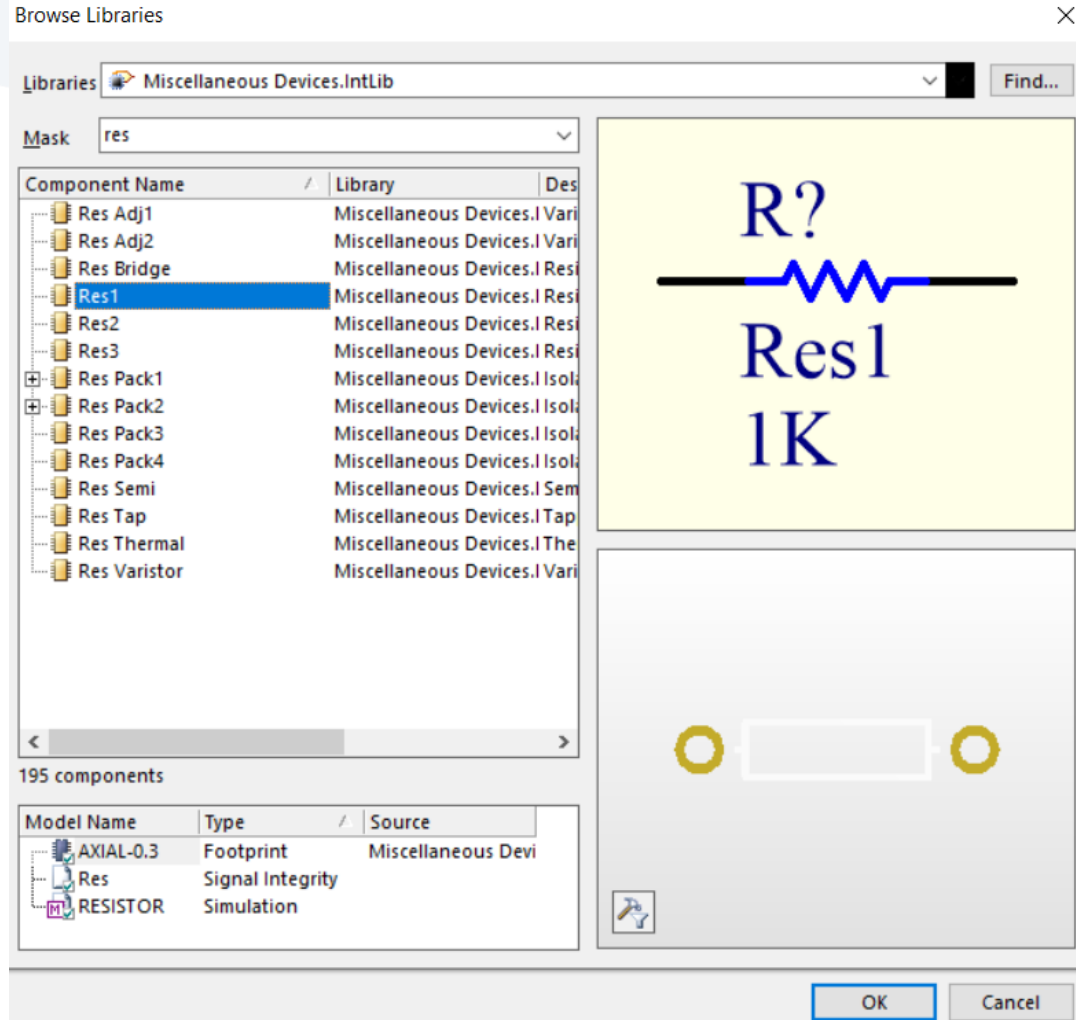 Browse Libraries
Libraries Miscellaneous Devices.IntLib Find...
Mask res
Component Name Library Des
Res Adj1 Miscellaneous Devices.I Vari
Res Adj2 Miscellaneous Devices.I Vari
Res Bridge Miscellaneous Devices.I Resi
Res1 Miscellaneous Devices.I Resi
Res2 Miscellaneous Devices.I Resi
Res3 Miscellaneous Devices.I Resi
Res Pack1 Miscellaneous Devices.I Isola
Res Pack2 Miscellaneous Devices.I Isola
Res Pack3 Miscellaneous Devices.I Isola
Res Pack4 Miscellaneous Devices.I Isola
Res Semi Miscellaneous Devices.I Sem
Res Tap Miscellaneous Devices.I Tap
Res Thermal Miscellaneous Devices.I The
Res Varistor Miscellaneous Devices.I Vari
195 components
Model Name Type Source
AXIAL-0.3 Footprint Miscellaneous Devi
Res Signal Integrity
RESISTOR Simulation
R?
Res1
1K
OK Cancel